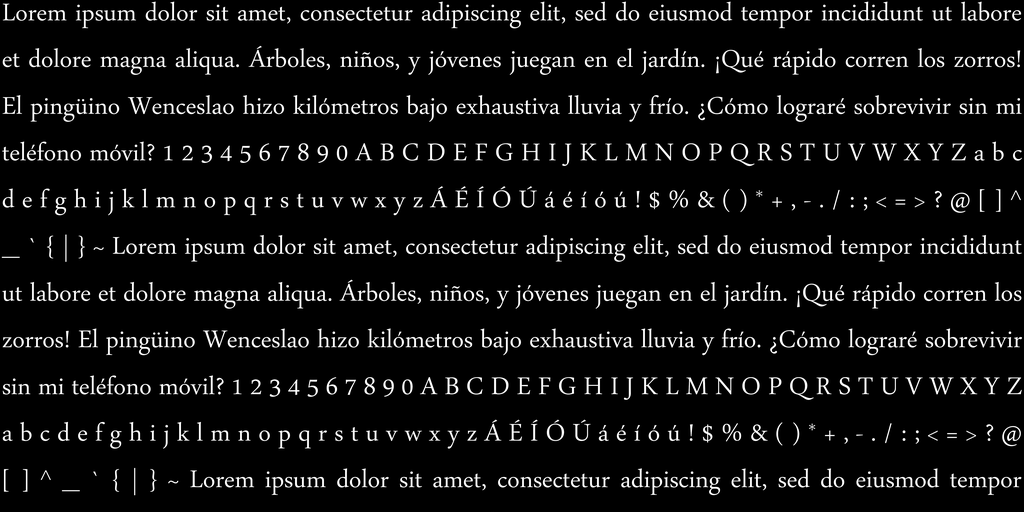 Lorem ipsum dolor sit amet, consectetur adipiscing elit, sed do eiusmod tempor incididunt ut labore
et dolore magna aliqua. Árboles, niños, y jóvenes juegan en el jardín. ¡Qué rápido corren los zorros!
El pingüino Wenceslao hizo kilómetros bajo exhaustiva lluvia y frío. ¿Cómo lograré sobrevivir sin mi
teléfono móvil? 1 2 3 4 5 6 7 8 9 0 A B C D E F G H I J K L M N O P Q R S T U V W X Y Z a b c
d e f g h i j k l m n o p q r s t u v w x y z Á É Í Ó Ú á é í ó ú ! $ % & ( ) * + , - . / : ; < = > ? @ [ ] ^
_ ` { | } ~ Lorem ipsum dolor sit amet, consectetur adipiscing elit, sed do eiusmod tempor incididunt
ut labore et dolore magna aliqua. Árboles, niños, y jóvenes juegan en el jardín. ¡Qué rápido corren los
zorros! El pingüino Wenceslao hizo kilómetros bajo exhaustiva lluvia y frío. ¿Cómo lograré sobrevivir
sin mi teléfono móvil? 1 2 3 4 5 6 7 8 9 0 A B C D E F G H I J K L M N O P Q R S T U V W X Y Z
a b c d e f g h i j k l m n o p q r s t u v w x y z Á É Í Ó Ú á é í ó ú ! $ % & ( ) * + , - . / : ; < = > ? @
[ ] ^ _ ` { | } ~ Lorem ipsum dolor sit amet, consectetur adipiscing elit, sed do eiusmod tempor